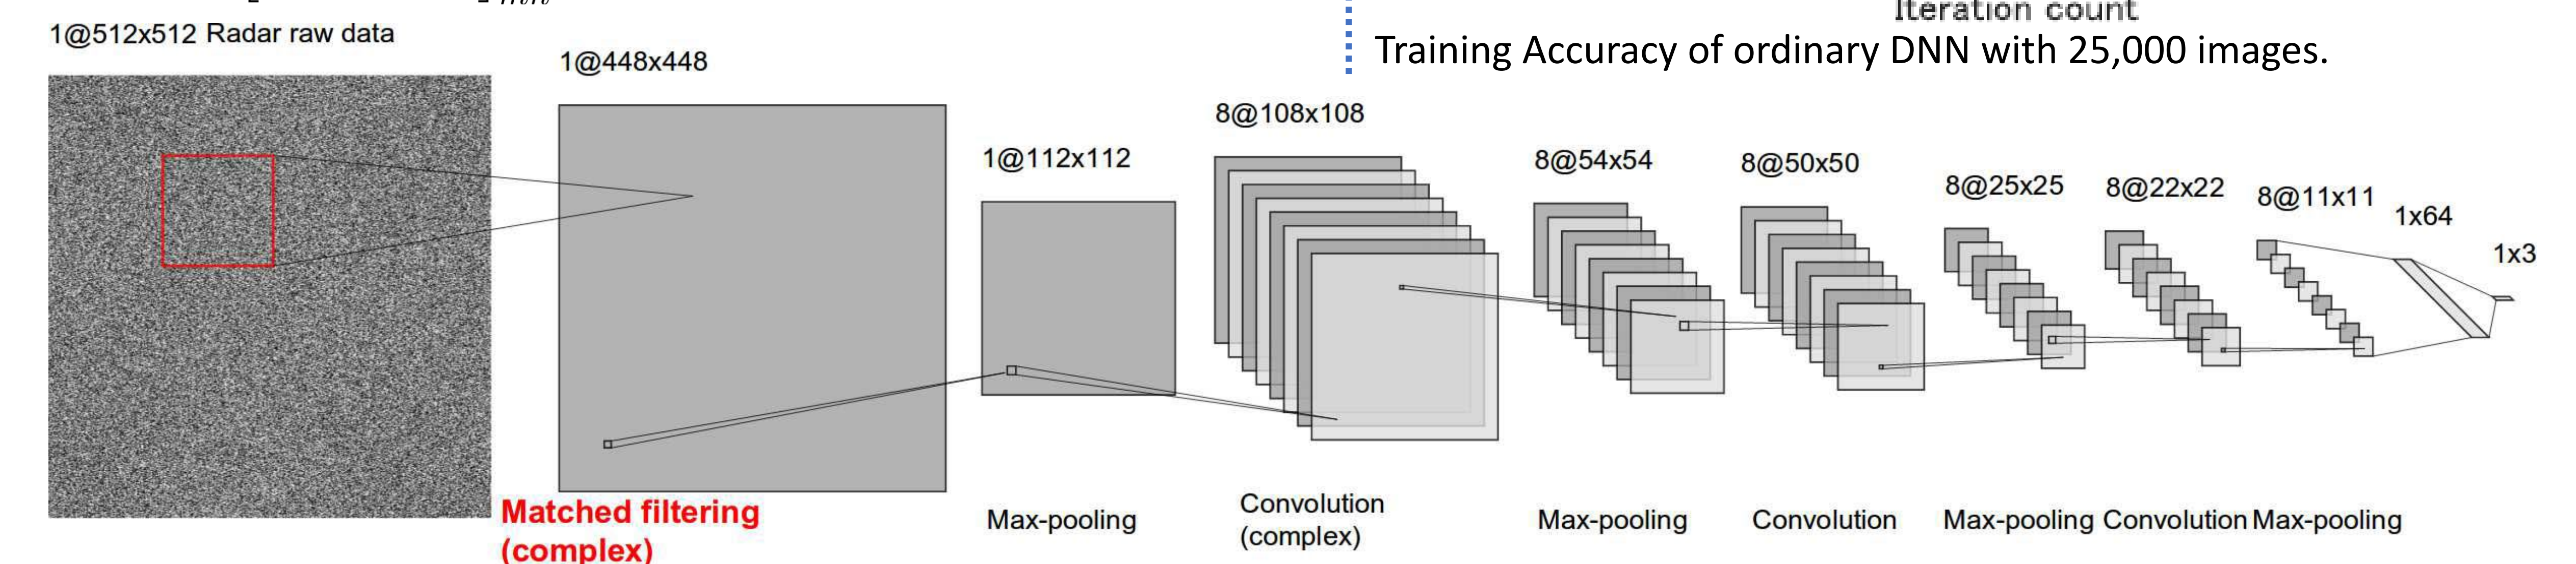 Iteration count
Training Accuracy of ordinary DNN with 25,000 images.
1@512x512 Radar raw data
1@448x448
1@112x112
8@108x108
8@54x54
8@50x50
8@25x25
8@22x22
8@11x11
1x64
1x3
Matched filtering
(complex)
Max-pooling
Convolution
(complex)
Max-pooling
Convolution
Max-pooling
Convolution
Max-pooling